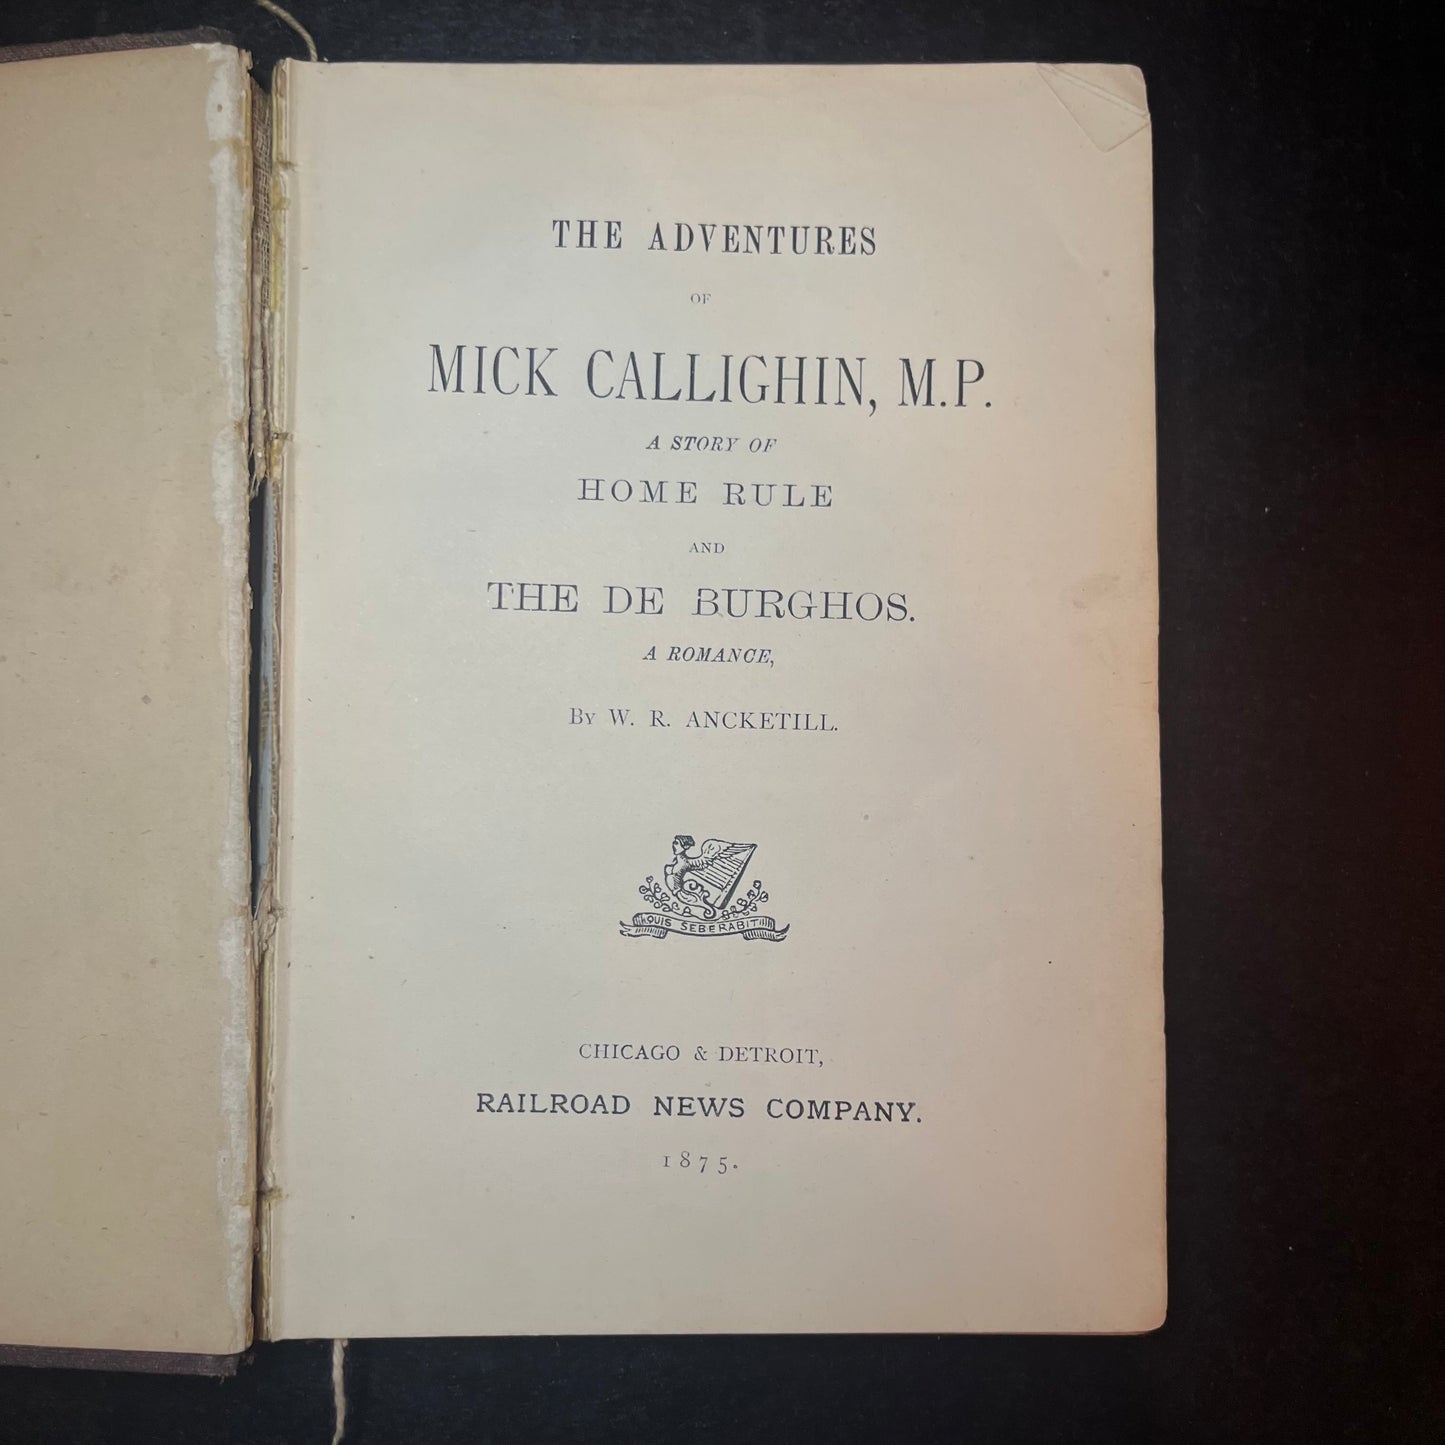 THE ADVENTURES
OF
MICK CALLIGHIN, M.P.
A STORY OF
HOME RULE
AND
THE DE BURGHOS.
A ROMANCE,
By W. R. ANCKETILL.
QUIS SEBERABIT
CHICAGO & DETROIT,
RAILROAD NEWS COMPANY.
1875.